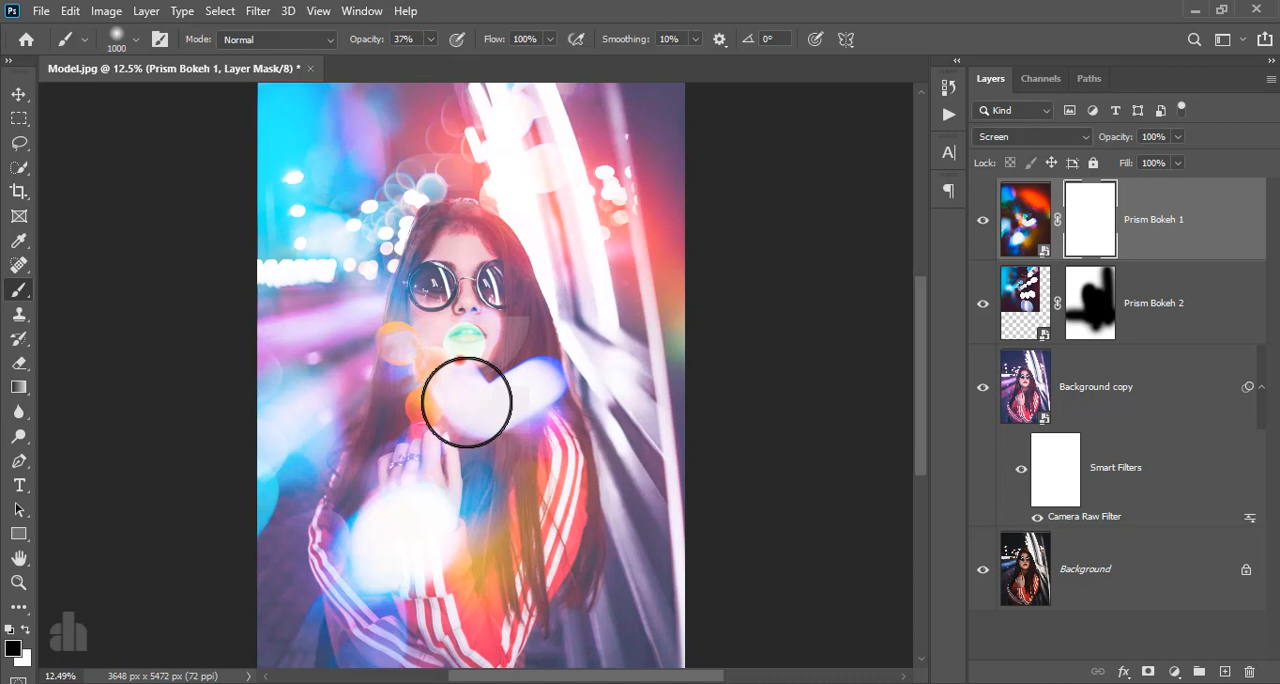 Ps File Edit Image Layer Type Select Filter 3D View Window Help
1000 Mode: Normal Opacity: 37% Flow: 100% Smoothing: 10% 0°
Model.jpg @ 12.5% (Prism Bokeh 1, Layer Mask/8) * ×
Layers Channels Paths
Kind
Screen Opacity: 100%
Lock: Fill: 100%
Prism Bokeh 1
Prism Bokeh 2
Background copy
Smart Filters
Camera Raw Filter
Background
ah
12.49% 3648 px x 5472 px (72 ppi)